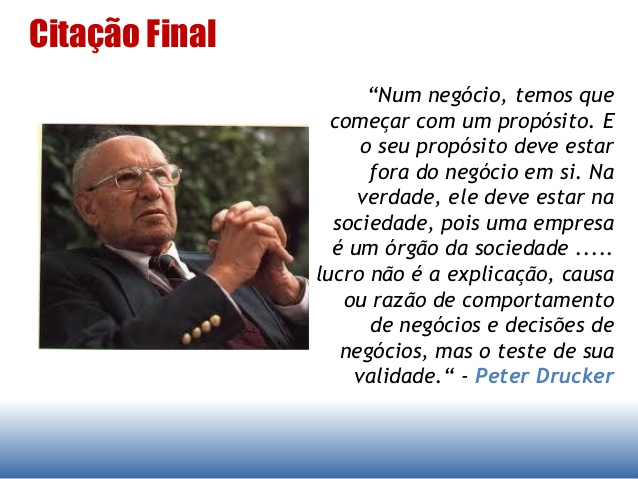 Citação Final
“Num negócio, temos que
começar com um propósito. E
o seu propósito deve estar
fora do negócio em si. Na
verdade, ele deve estar na
sociedade, pois uma empresa
é um órgão da sociedade .....
lucro não é a explicação, causa
ou razão de comportamento
de negócios e decisões de
negócios, mas o teste de sua
validade.“ - Peter Drucker